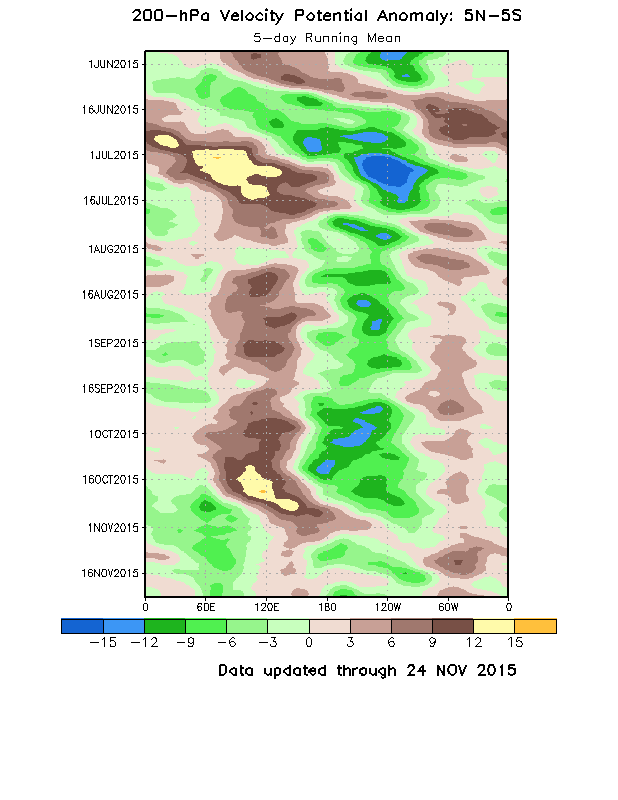 200-hPa Velocity Potential Anomaly: 5N-5S
5-day Running Mean
1JUN2015
16JUN2015
1JUL2015
16JUL2015
1AUG2015
16AUG2015
1SEP2015
16SEP2015
1OCT2015
16OCT2015
1NOV2015
16NOV2015
0 60E 120E 180 120W 60W 0
-15 -12 -9 -6 -3 0 3 6 9 12 15
Data updated through 24 NOV 2015